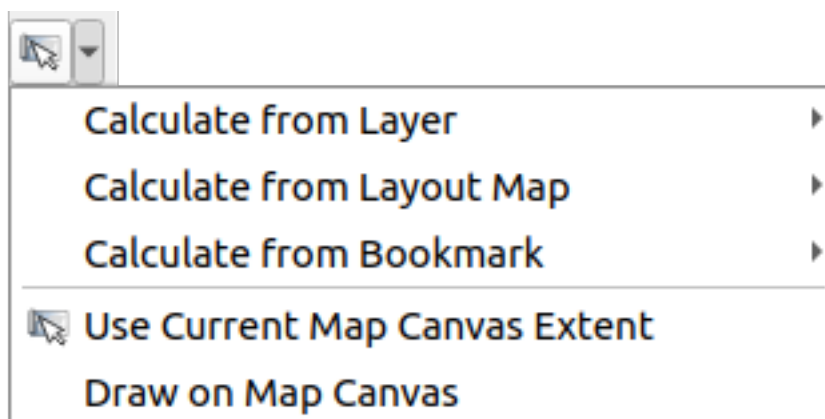 Calculate from Layer
Calculate from Layout Map
Calculate from Bookmark
Use Current Map Canvas Extent
Draw on Map Canvas